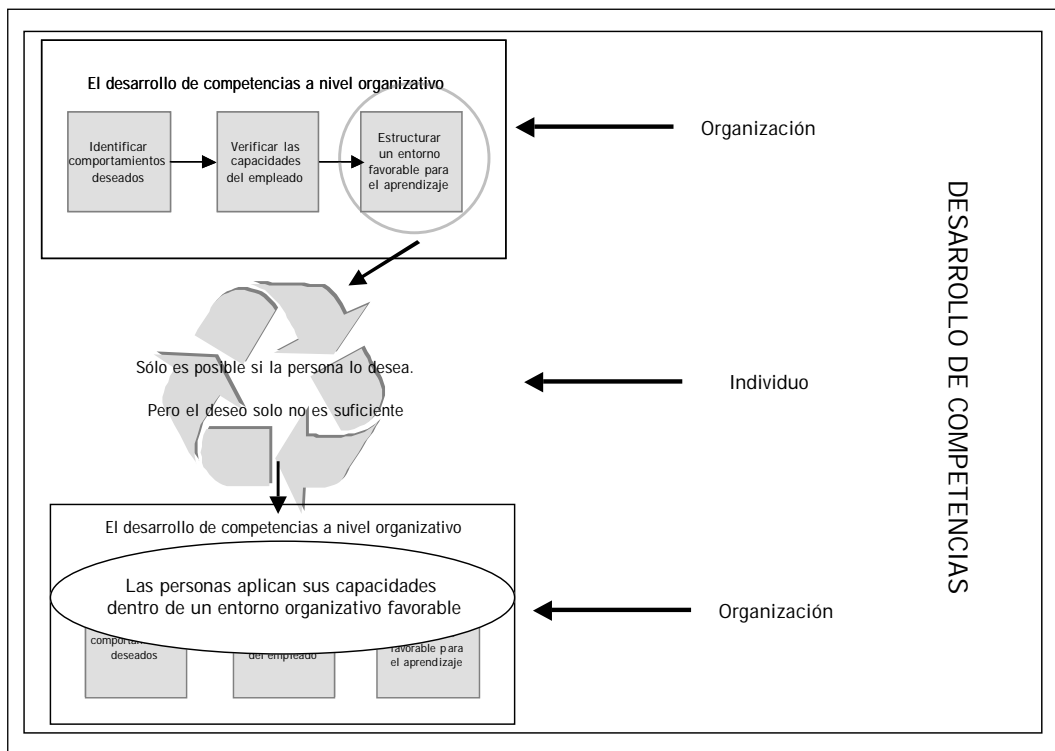 El desarrollo de competencias a nivel organizativo
Identificar
comportamientos
deseados
Verificar las
capacidades
del empleado
Estructurar
un entorno
favorable para
el aprendizaje
Organización
Sólo es posible si la persona lo desea.
Pero el deseo solo no es suficiente
Individuo
El desarrollo de competencias a nivel organizativo
Las personas aplican sus capacidades
dentro de un entorno organizativo favorable
deseados
del empleado
favorable para
el aprendizaje
Organización
DESARROLLO DE COMPETENCIAS